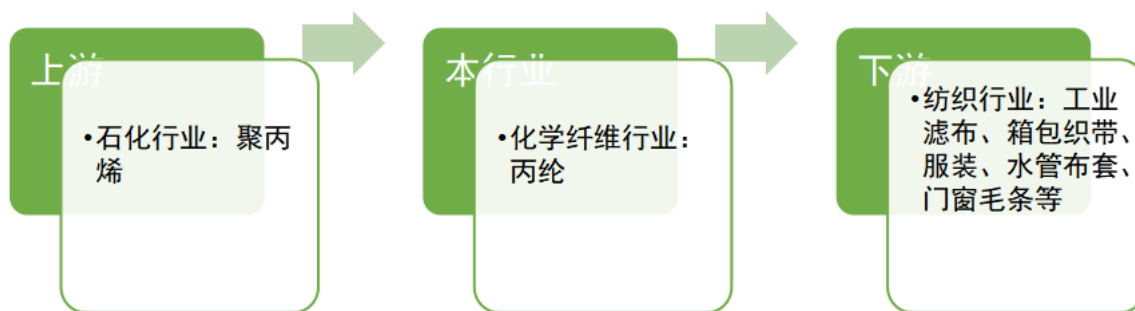 上游
•石化行业：聚丙
烯
本行业
•化学纤维行业：
丙纶
下游
•纺织行业：工业
滤布、箱包织带、
服装、水管布套、
门窗毛条等